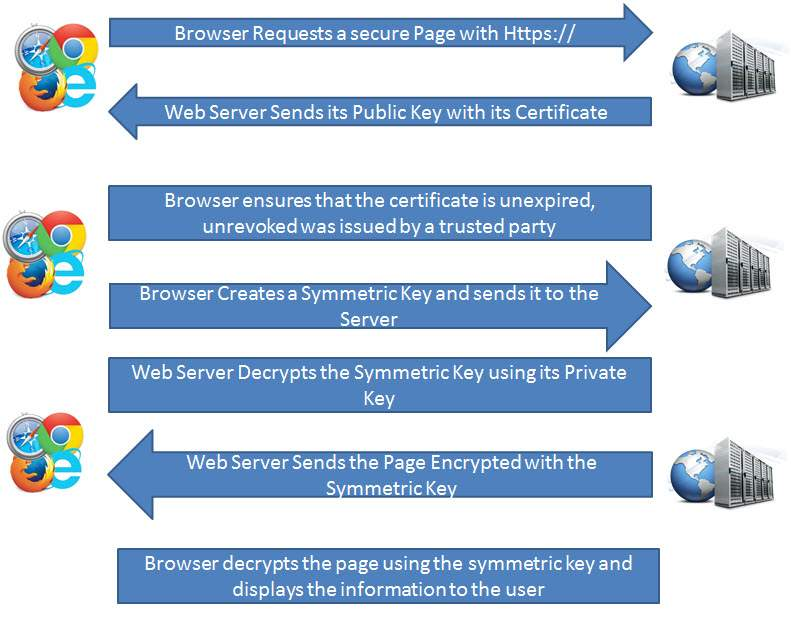 Browser Requests a secure Page with Https://
Web Server Sends its Public Key with its Certificate
Browser ensures that the certificate is unexpired,
unrevoked was issued by a trusted party
Browser Creates a Symmetric Key and sends it to the
Server
Web Server Decrypts the Symmetric Key using its Private
Key
Web Server Sends the Page Encrypted with the
Symmetric Key
Browser decrypts the page using the symmetric key and
displays the information to the user